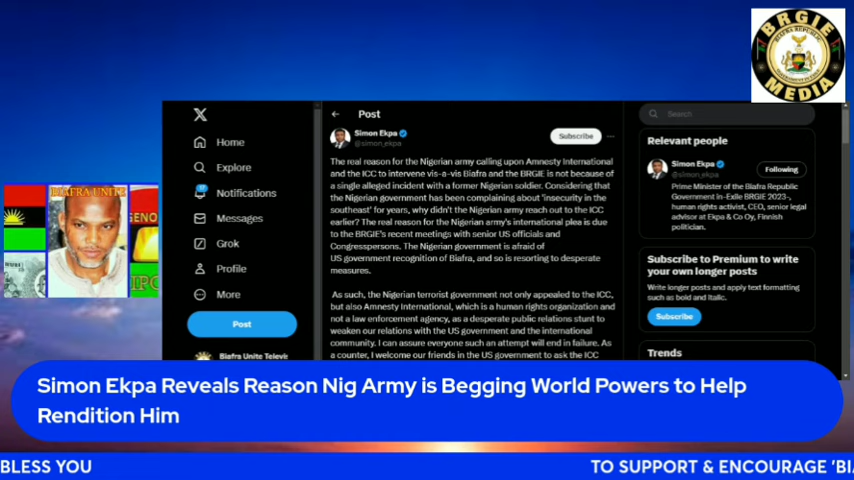 BRGIE
BIAFRA REPUBLIC
MEDIA
BIAFRA UNITE
GENO
IPO
X
Home
Explore
Notifications
Messages
Grok
Profile
More
Post
Biafra Unite Televi:
Post
Simon Ekpa
@simon_ekpa
Subscribe
The real reason for the Nigerian army calling upon Amnesty International
and the ICC to intervene vis-a-vis Biafra and the BRGIE is not because of
a single alleged incident with a former Nigerian soldier. Considering that
the Nigerian government has been complaining about 'insecurity in the
southeast' for years, why didn't the Nigerian army reach out to the ICC
earlier? The real reason for the Nigerian army's international plea is due
to the BRGIE's recent meetings with senior US officials and
Congresspersons. The Nigerian government is afraid of
US government recognition of Biafra, and so is resorting to desperate
measures.
As such, the Nigerian terrorist government not only appealed to the ICC,
but also Amnesty International, which is a human rights organization and
not a law enforcement agency, as a desperate public relations stunt to
weaken our relations with the US government and the international
community. I can assure everyone such an attempt will end in failure. As
a counter, I welcome our friends in the US government to ask the ICC
Search
Relevant people
Simon Ekpa
@simon_ekpa
Following
Prime Minister of the Biafra Republic
Government in-Exile BRGIE 2023-,
human rights activist, CEO, senior legal
advisor at Ekpa & Co Oy, Finnish
politician.
Subscribe to Premium to write
your own longer posts
Write longer posts and apply text formatting
such as bold and italic.
Subscribe
Trends
Simon Ekpa Reveals Reason Nig Army is Begging World Powers to Help
Rendition Him
BLESS YOU
TO SUPPORT & ENCOURAGE 'BIA